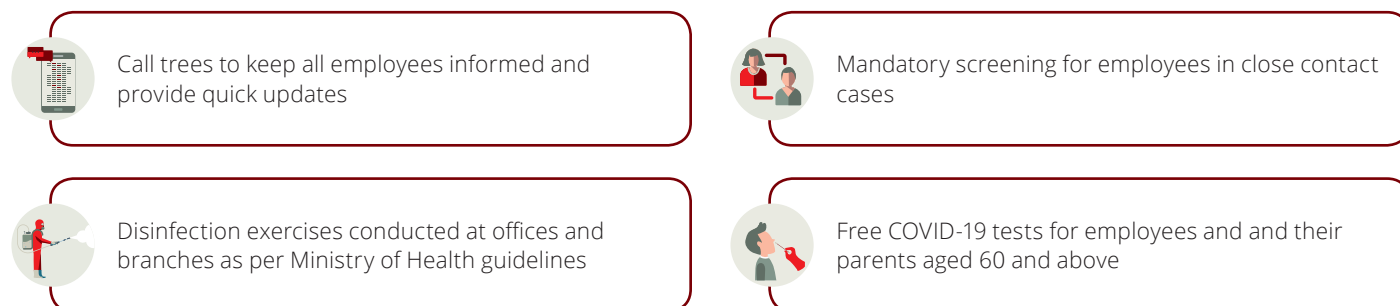 Call trees to keep all employees informed and
provide quick updates
Mandatory screening for employees in close contact
cases
Disinfection exercises conducted at offices and
branches as per Ministry of Health guidelines
Free COVID-19 tests for employees and and their
parents aged 60 and above